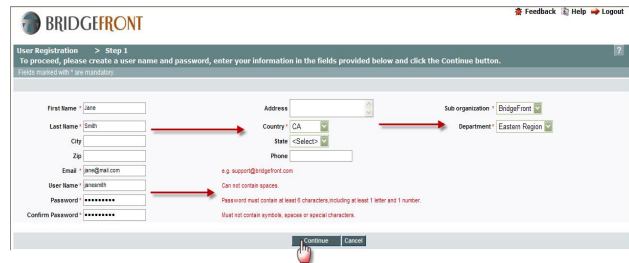 Feedback Help Logout
BRIDGEFRONT
User Registration > Step 1
?
To proceed, please create a user name and password, enter your information in the fields provided below and click the Continue button.
Fields marked with * are mandatory.
First Name * Jane Address Sub organization * BridgeFront
Last Name * Smith Country * CA Department * Eastern Region
City State <Select>
Zip Phone
Email * jane@mail.com e.g. support@bridgefront.com
User Name * janesmith Can not contain spaces.
Password * ••••••••• Password must contain at least 6 characters,including at least 1 letter and 1 number.
Confirm Password * ••••••••• Must not contain symbols, spaces or special characters.
Continue Cancel